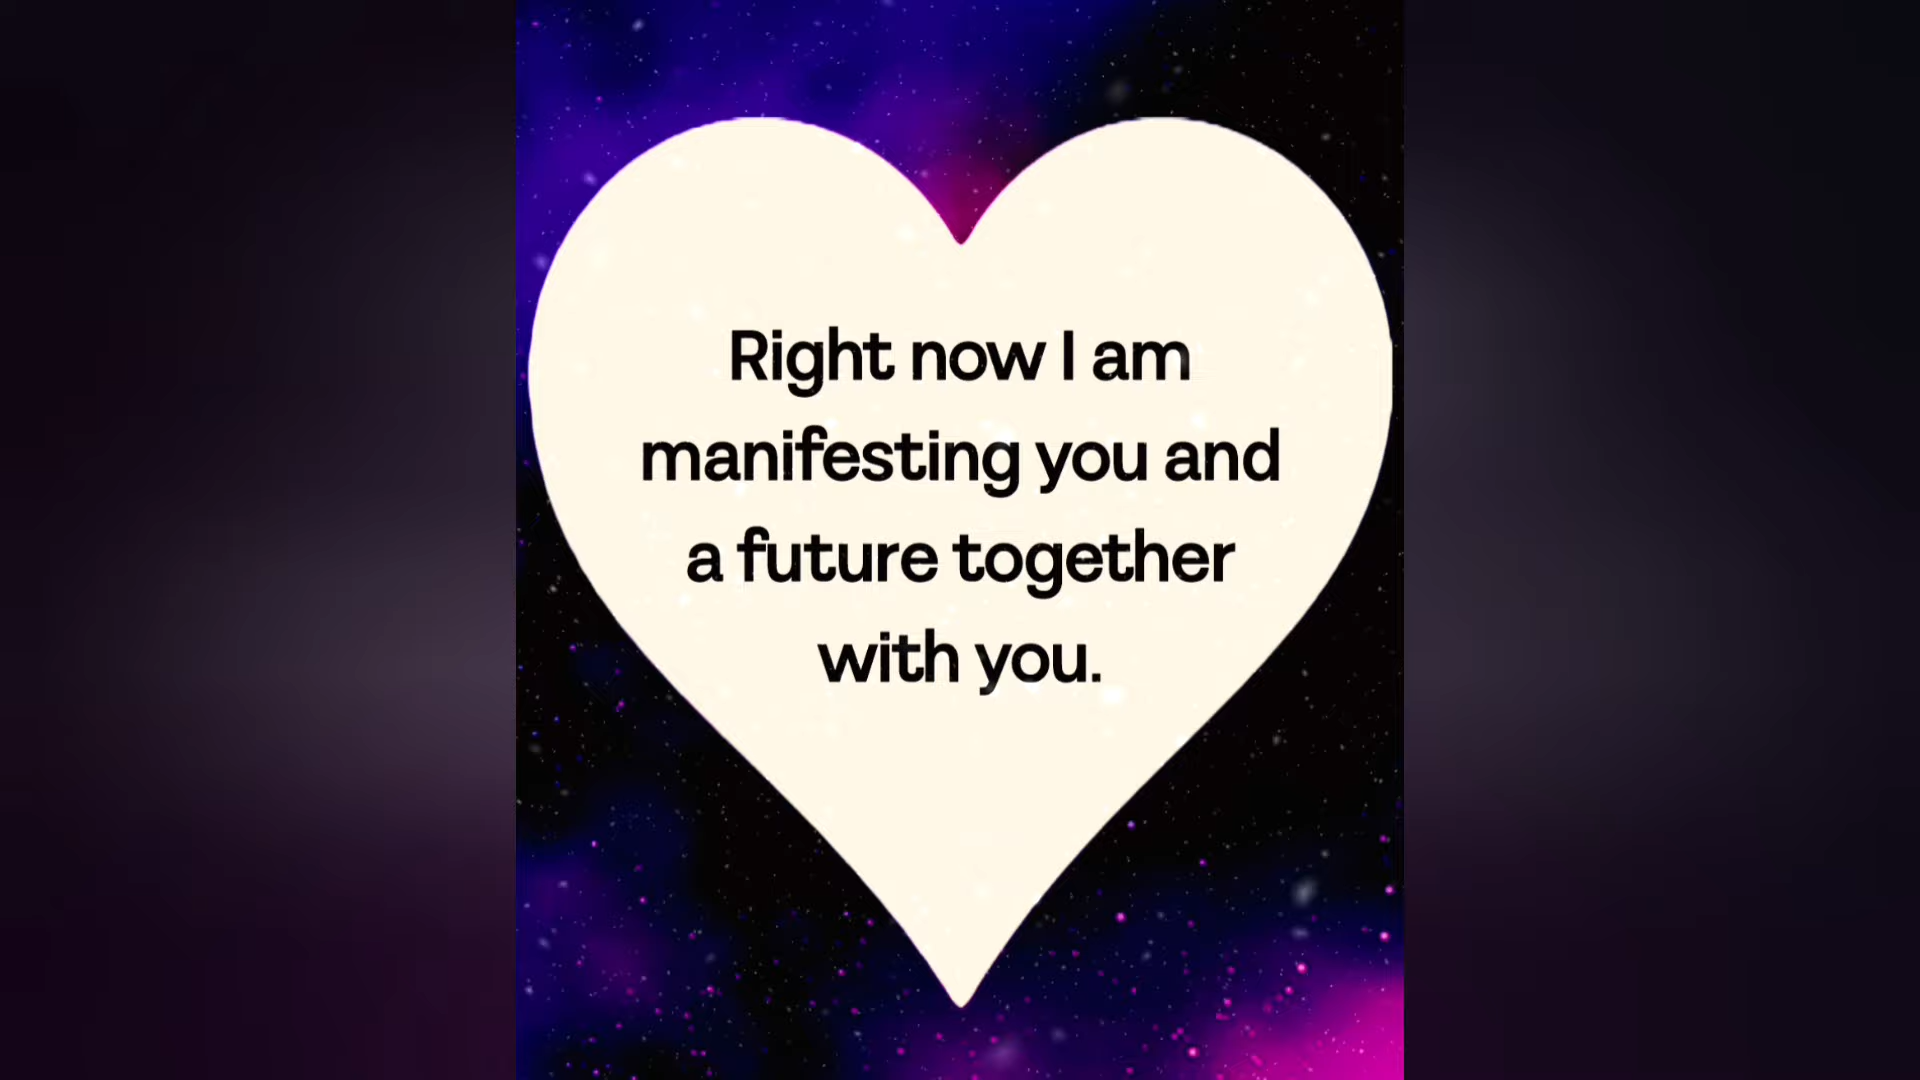 Right now I am
manifesting you and
a future together
with you.